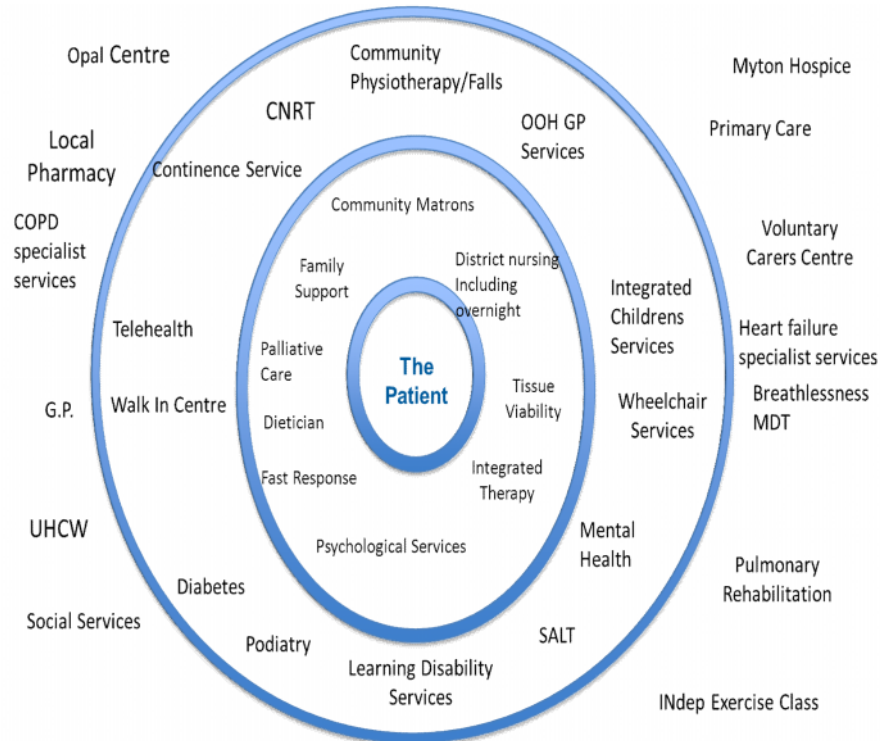 Opal Centre
Community
Physiotherapy/Falls
Myton Hospice
CNRT
OOH GP
Services
Primary Care
Local
Pharmacy
Continence Service
Community Matrons
COPD
specialist
services
Voluntary
Carers Centre
Family
Support
District nursing
Including
overnight
Integrated
Childrens
Services
Telehealth
Heart failure
specialist services
Palliative
Care
The
Patient
Tissue
Viability
G.P.
Walk In Centre
Wheelchair
Services
Breathlessness
MDT
Dietician
Fast Response
Integrated
Therapy
UHCW
Psychological Services
Mental
Health
Pulmonary
Rehabilitation
Diabetes
Social Services
Podiatry
SALT
Learning Disability
Services
INdep Exercise Class